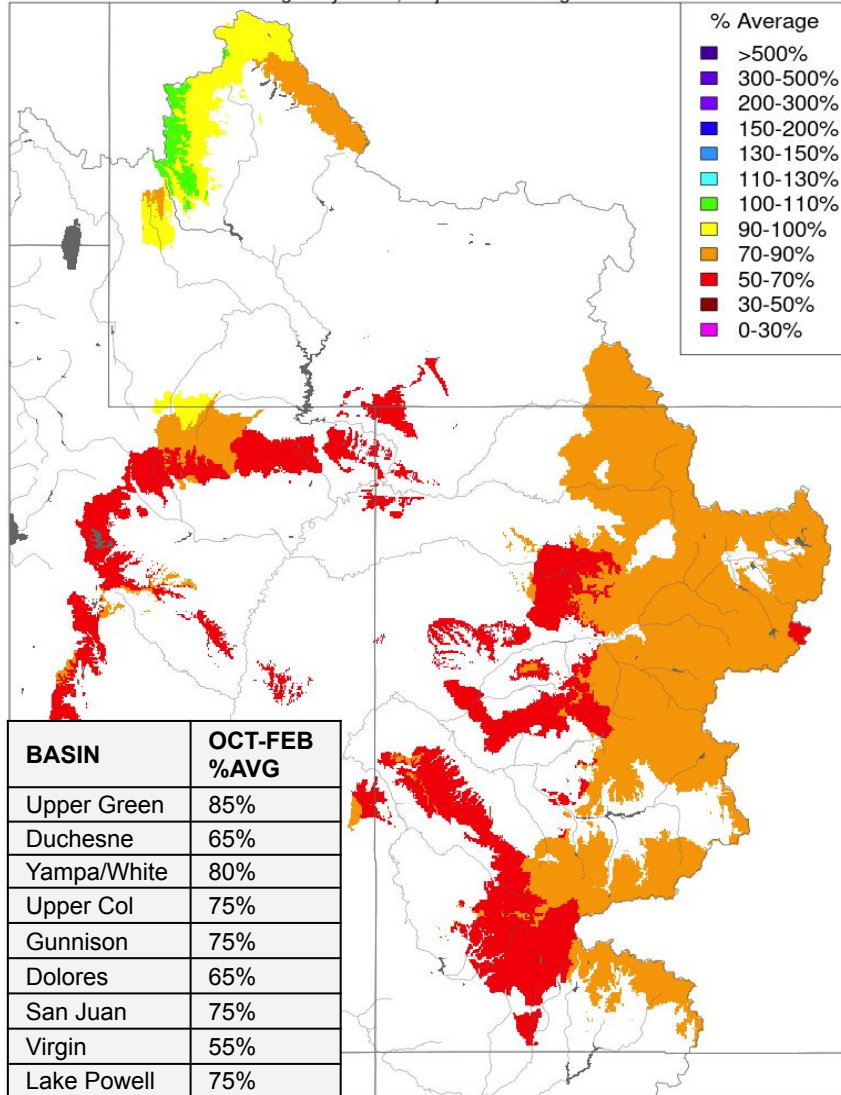 % Average
>500%
300-500%
200-300%
150-200%
130-150%
110-130%
100-110%
90-100%
70-90%
50-70%
30-50%
0-30%
BASIN OCT-FEB %AVG
Upper Green 85%
Duchesne 65%
Yampa/White 80%
Upper Col 75%
Gunnison 75%
Dolores 65%
San Juan 75%
Virgin 55%
Lake Powell 75%